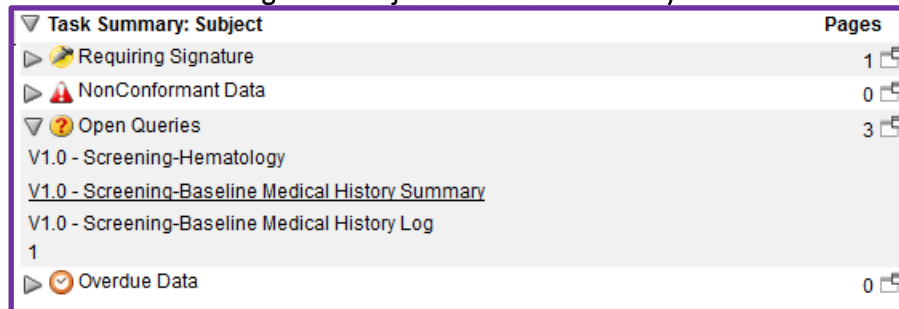 Task Summary: Subject Pages
Requiring Signature 1
NonConformant Data 0
Open Queries 3
V1.0 - Screening-Hematology
V1.0 - Screening-Baseline Medical History Summary
V1.0 - Screening-Baseline Medical History Log
1
Overdue Data 0